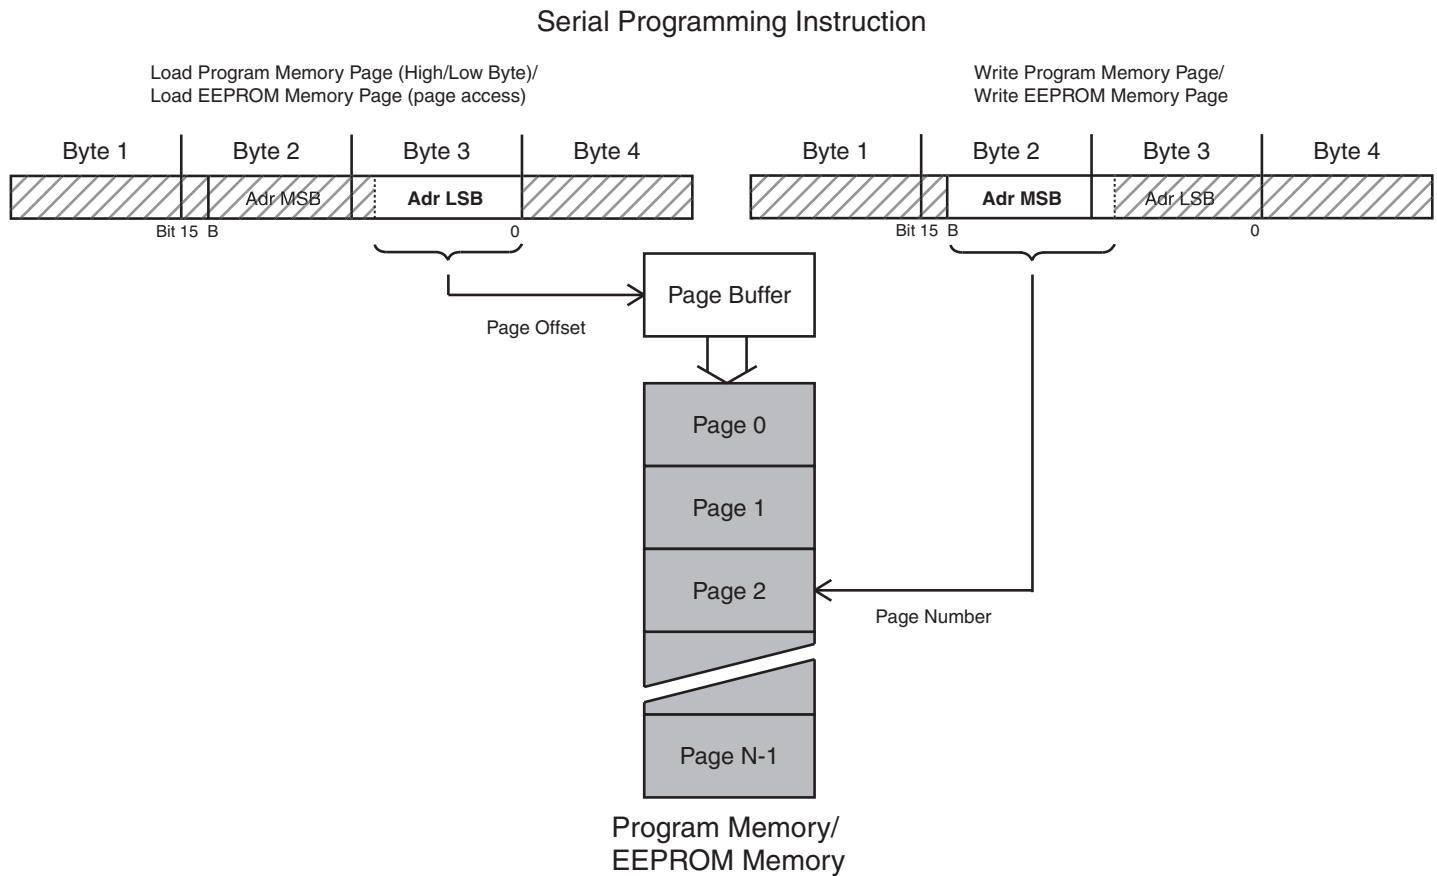 Serial Programming Instruction
Load Program Memory Page (High/Low Byte)/
Load EEPROM Memory Page (page access)
Byte 1 Byte 2 Byte 3 Byte 4
Adr MSB Adr LSB
Bit 15 B 0
Write Program Memory Page/
Write EEPROM Memory Page
Byte 1 Byte 2 Byte 3 Byte 4
Adr MSB Adr LSB
Bit 15 B 0
Page Offset
Page Buffer
Page 0
Page 1
Page 2
Page Number
Page N-1
Program Memory/
EEPROM Memory